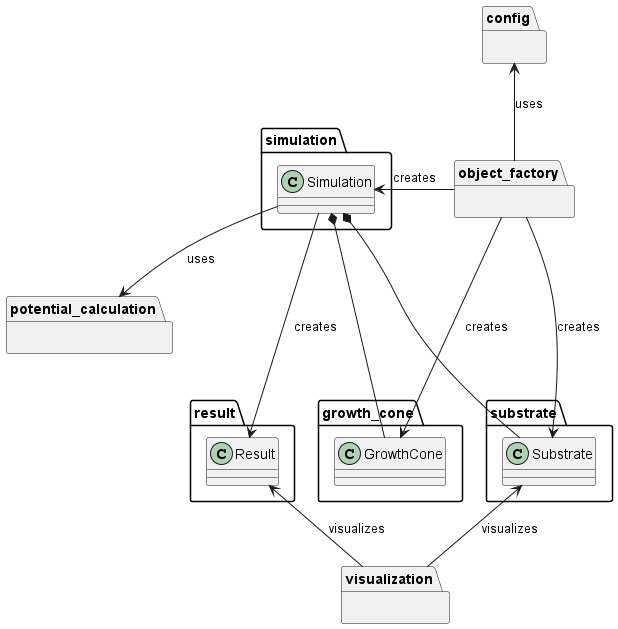 config
uses
simulation
C Simulation
creates
object_factory
uses
potential_calculation
creates
creates
creates
result
C Result
growth_cone
C GrowthCone
substrate
C Substrate
visualizes
visualizes
visualization